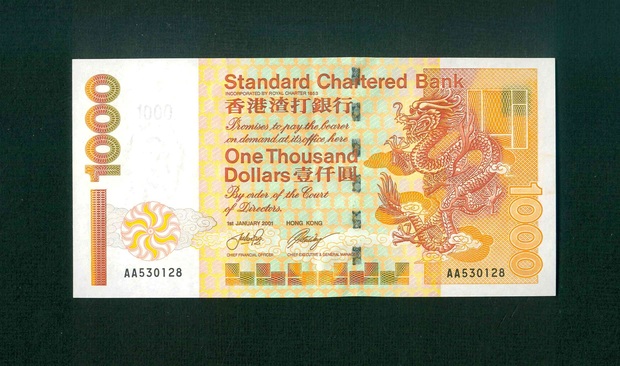 1000
1000
Standard Chartered Bank
INCORPORATED BY ROYAL CHARTER 1853
香港渣打銀行
Promises to pay the bearer
on demand at its office here
One Thousand
Dollars 壹仟圓
By order of the Court
of Directors.
1st JANUARY 2001 HONG KONG
CHIEF FINANCIAL OFFICER CHIEF EXECUTIVE & GENERAL MANAGER
AA530128
AA530128
1000